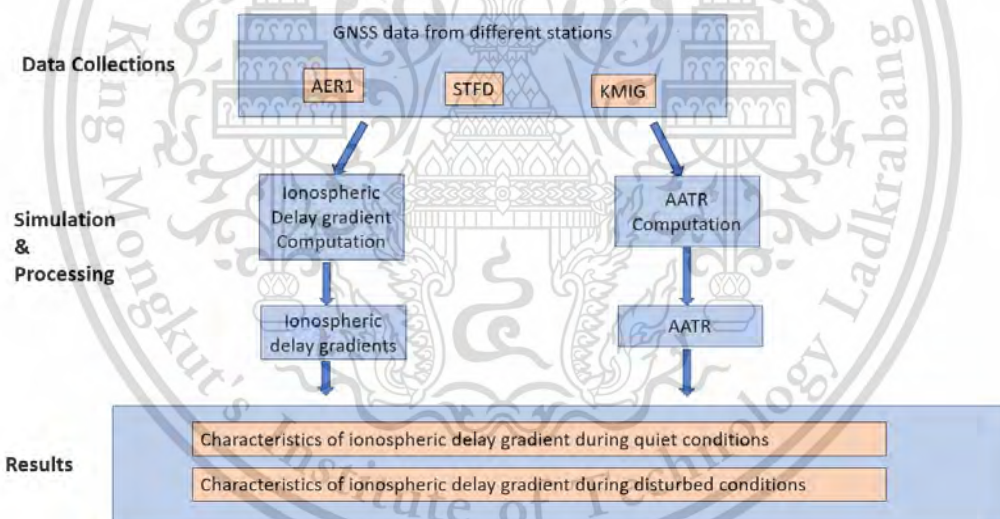 GNSS data from different stations
Data Collections
AER1
STFD
KMIG
Ionospheric
Delay gradient
Computation
AATR
Computation
Simulation
&
Processing
Ionospheric
delay gradients
AATR
Results
Characteristics of ionospheric delay gradient during quiet conditions
Characteristics of ionospheric delay gradient during disturbed conditions
King Mongkut's Institute of Technology Ladkrabang